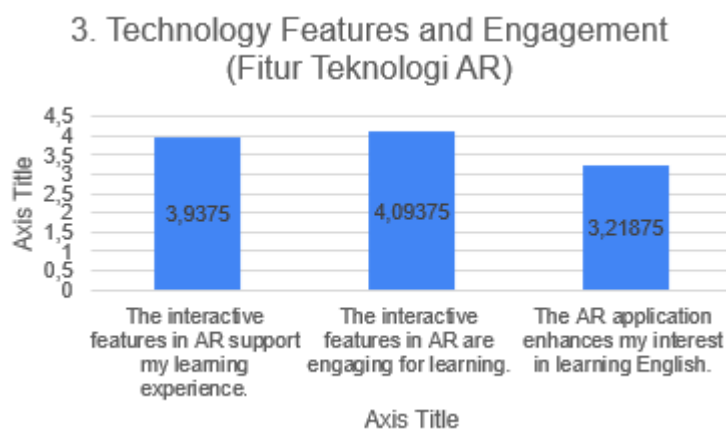 3. Technology Features and Engagement
(Fitur Teknologi AR)
Axis Title
4,5
4
3,5
3
2,5
2
1,5
1
0,5
0
3,9375
4,09375
3,21875
The interactive
features in AR support
my learning
experience.
The interactive
features in AR are
engaging for learning.
The AR application
enhances my interest
in learning English.
Axis Title